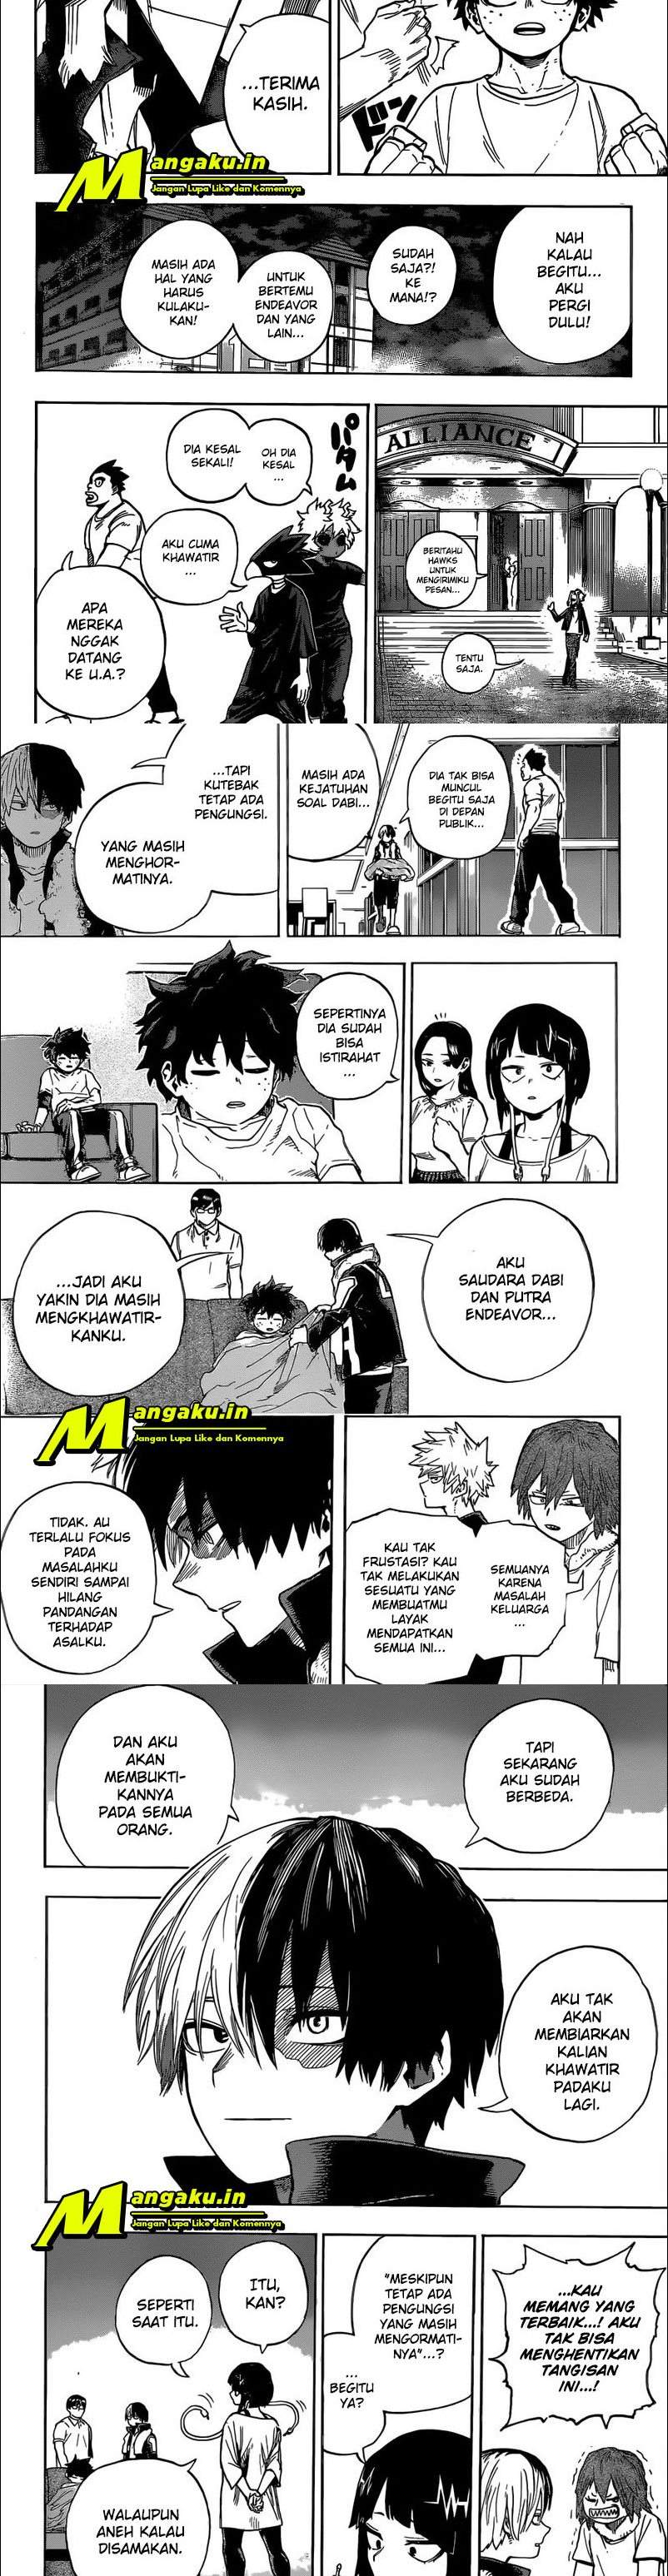 ...TERIMA
KASIH.
ドン
Mangaku.in
Jangan Lupa Like dan Komennya
NAH
KALAU
BEGITU...
AKU
PERGI
DULU!
SUDAH
SAJA?!
KE
MANA!?
UNTUK
BERTEMU
ENDEAVOR
DAN YANG
LAIN...
MASIH ADA
HAL YANG
HARUS
KULAKU-
KAN!
ALLIANCE
BERITAHU
HAWKS
UNTUK
MENGIRIMIKU
PESAN...
TENTU
SAJA.
パタム
OH DIA
KESAL
...
DIA KESAL
SEKALI!
AKU CUMA
KHAWATIR
...
APA
MEREKA
NGGAK
DATANG
KE U.A.?
DIA TAK BISA
MUNCUL
BEGITU SAJA
DI DEPAN
PUBLIK...
MASIH ADA
KEJATUHAN
SOAL DABI...
...TAPI
KUTEBAK
TETAP ADA
PENGUNGSI.
YANG MASIH
MENGHOR-
MATINYA.
SEPERTINYA
DIA SUDAH
BISA
ISTIRAHAT
...
AKU
SAUDARA DABI
DAN PUTRA
ENDEAVOR...
...JADI AKU
YAKIN DIA MASIH
MENGKHAWATIR-
KANKU.
Mangaku.in
Jangan Lupa Like dan Komennya
SEMUANYA
KARENA
MASALAH
KELUARGA
...
KAU TAK
FRUSTASI? KAU
TAK MELAKUKAN
SESUATU YANG
MEMBUATMU
LAYAK
MENDAPATKAN
SEMUA INI...
TIDAK. AU
TERLALU FOKUS
PADA
MASALAHKU
SENDIRI SAMPAI
HILANG
PANDANGAN
TERHADAP
ASALKU.
TAPI
SEKARANG
AKU SUDAH
BERBEDA.
DAN AKU
AKAN
MEMBUKTI-
KANNYA
PADA SEMUA
ORANG.
AKU TAK
AKAN
MEMBIARKAN
KALIAN
KHAWATIR
PADAKU
LAGI.
Mangaku.in
Jangan Lupa Like dan Komennya
...KAU
MEMANG YANG
TERBAIK...! AKU
TAK BISA
MENGHENTIKAN
TANGISAN
INI...!
"MESKIPUN
TETAP ADA
PENGUNGSI
YANG MASIH
MENGORMATI-
NYA"...?
...
BEGITU
YA?
ITU,
KAN?
SEPERTI
SAAT ITU.
WALAUPUN
ANEH KALAU
DISAMAKAN.